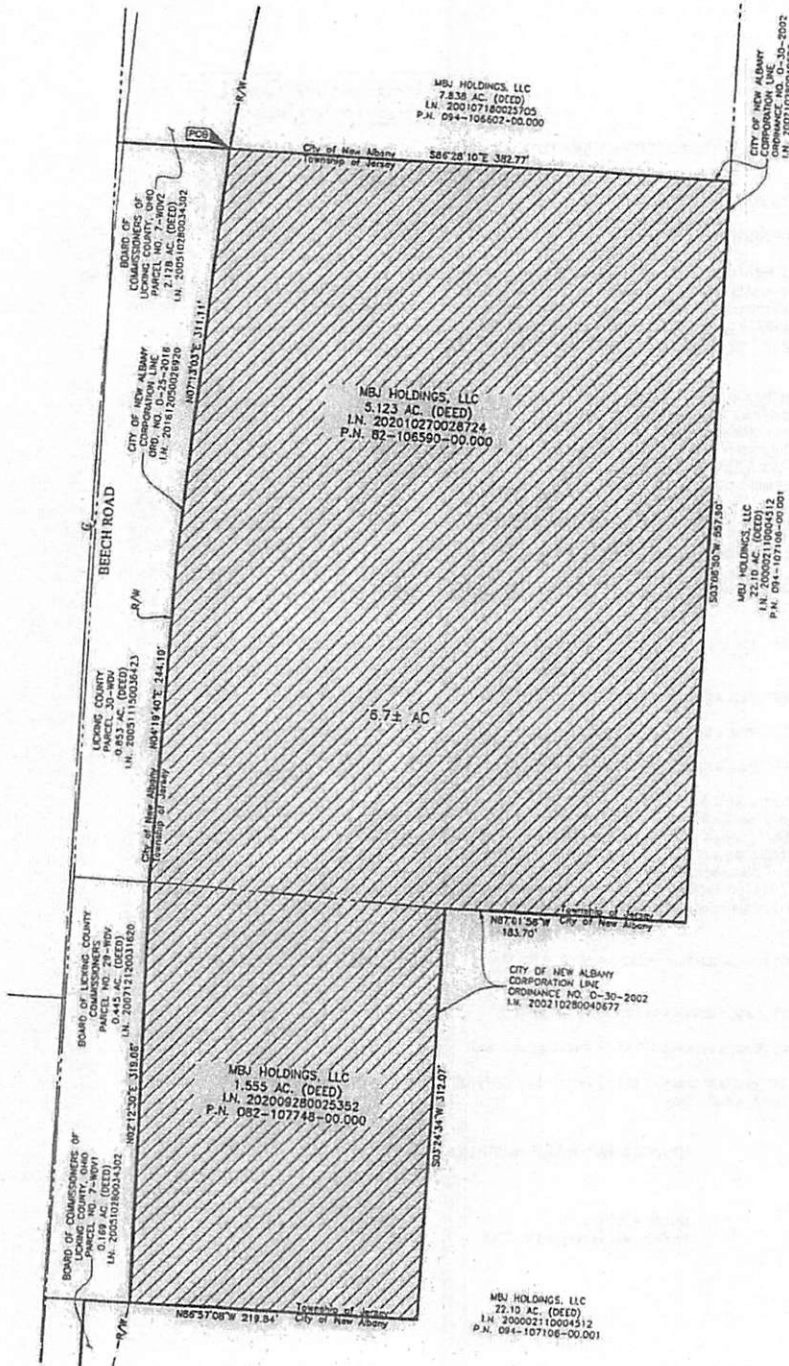 MBJ HOLDINGS, LLC
7.838 AC. (DEED)
I.N. 200107180025705
P.N. 094-106602-00.000
CITY OF NEW ALBANY
CORPORATION LINE
ORDINANCE NO. O-30-2002
R/W
POB
City of New Albany
Township of Jersey
S86°28'10"E 382.77'
BOARD OF
COMMISSIONERS OF
LICKING COUNTY, OHIO
PARCEL NO. 7-WDV2
2.178 AC. (DEED)
I.N. 200510280034302
N07°13'03"E 311.11'
CITY OF NEW ALBANY
CORPORATION LINE
ORD. NO. O-25-2016
I.N. 201612050026920
MBJ HOLDINGS, LLC
5.123 AC. (DEED)
I.N. 202010270028724
P.N. 82-106590-00.000
BEECH ROAD
R/W
S03°06'50"W 557.50'
MBJ HOLDINGS, LLC
22.10 AC. (DEED)
I.N. 200002110004512
P.N. 094-107106-00.001
LICKING COUNTY
PARCEL 30-WDV
0.853 AC. (DEED)
I.N. 200511150036423
N04°19'40"E 244.10'
6.7± AC
City of New Albany
Township of Jersey
N87°61'56"W
183.70'
Township of Jersey
City of New Albany
CITY OF NEW ALBANY
CORPORATION LINE
ORDINANCE NO. O-30-2002
I.N. 200210280040677
BOARD OF LICKING COUNTY
COMMISSIONERS
PARCEL NO. 29-WDV
0.445 AC. (DEED)
I.N. 200712120031620
N02°12'30"E 319.06'
MBJ HOLDINGS, LLC
1.555 AC. (DEED)
I.N. 202009280025352
P.N. 082-107748-00.000
S03°24'34"W 312.07'
BOARD OF COMMISSIONERS OF
LICKING COUNTY, OHIO
PARCEL NO. 7-WDV1
0.169 AC. (DEED)
I.N. 200510280034302
R/W
N86°57'08"W 219.84'
Township of Jersey
City of New Albany
MBJ HOLDINGS, LLC
22.10 AC. (DEED)
I.N. 200002110004512
P.N. 094-107106-00.001